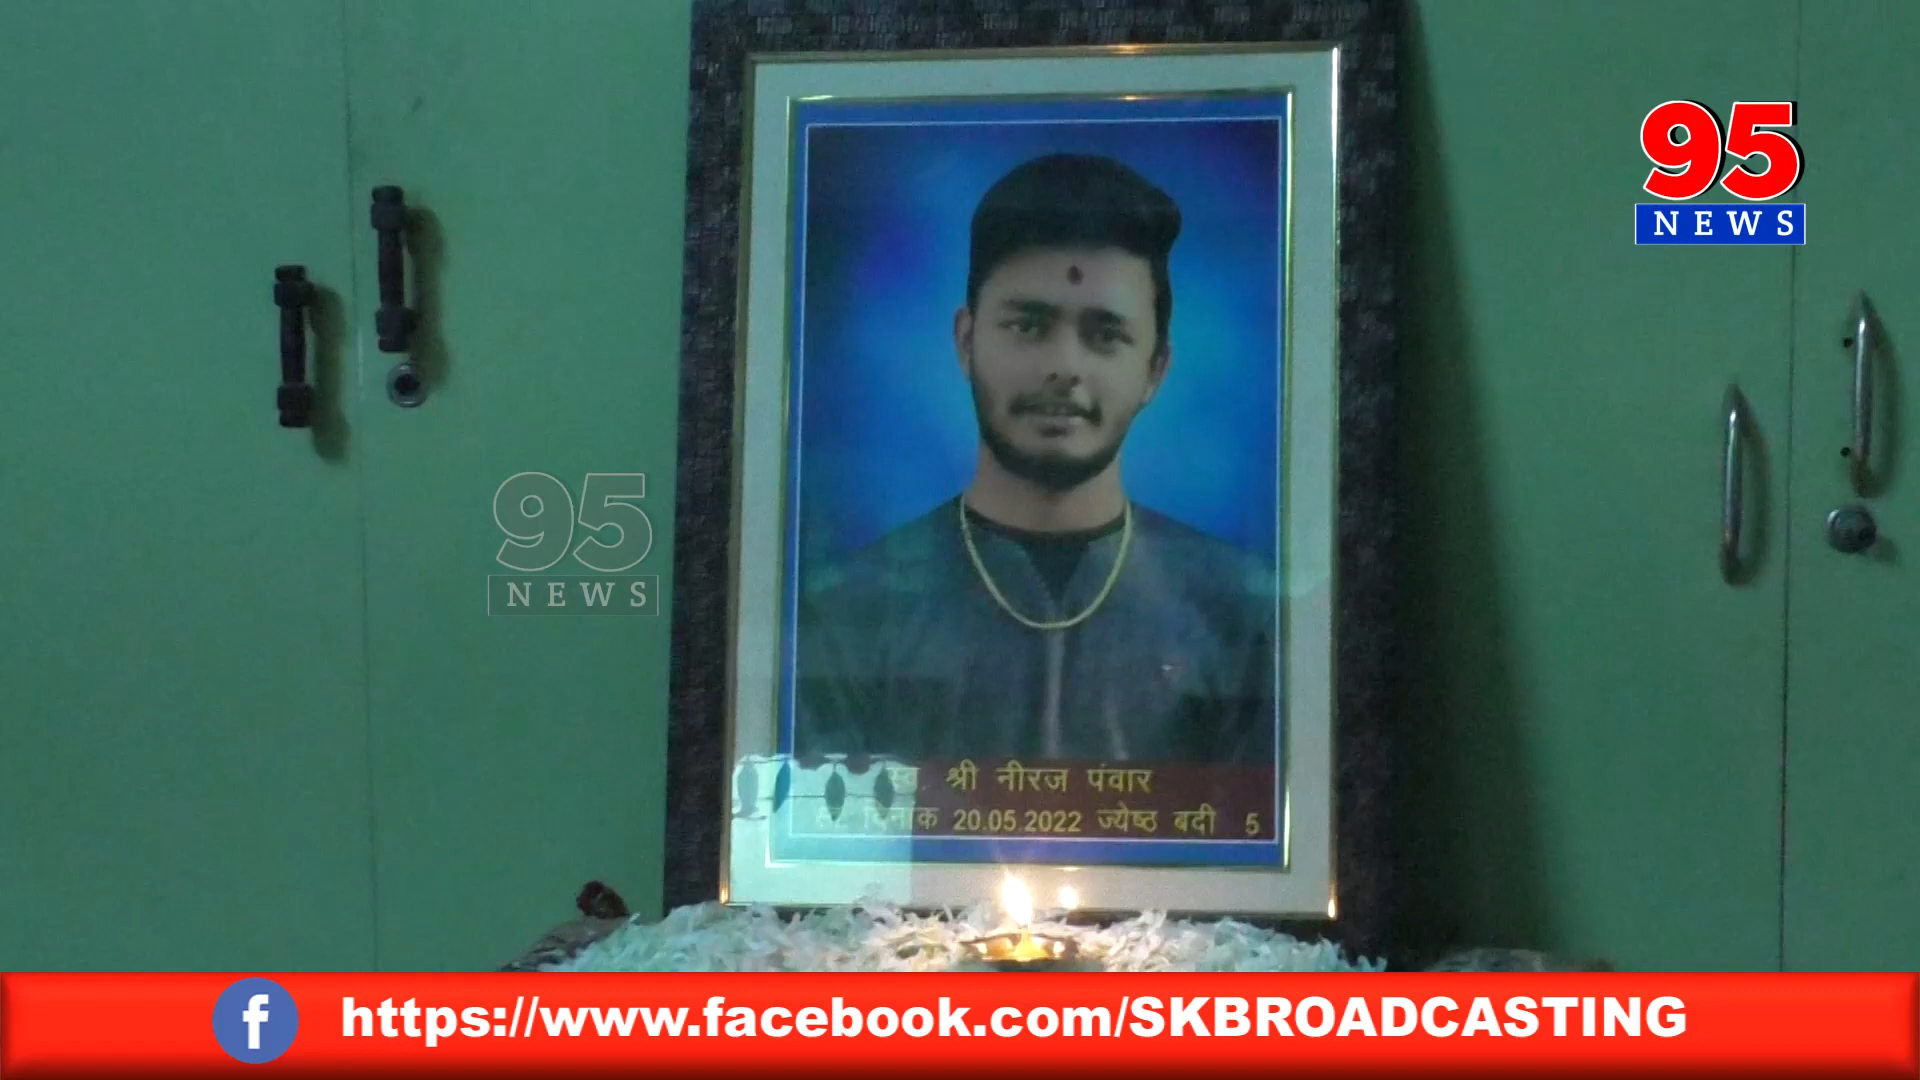 95
NEWS
95
NEWS
स्व. श्री नीरज पंवार
दिनांक 20.05.2022 ज्येष्ठ बदी 5
https://www.facebook.com/SKBROADCASTING